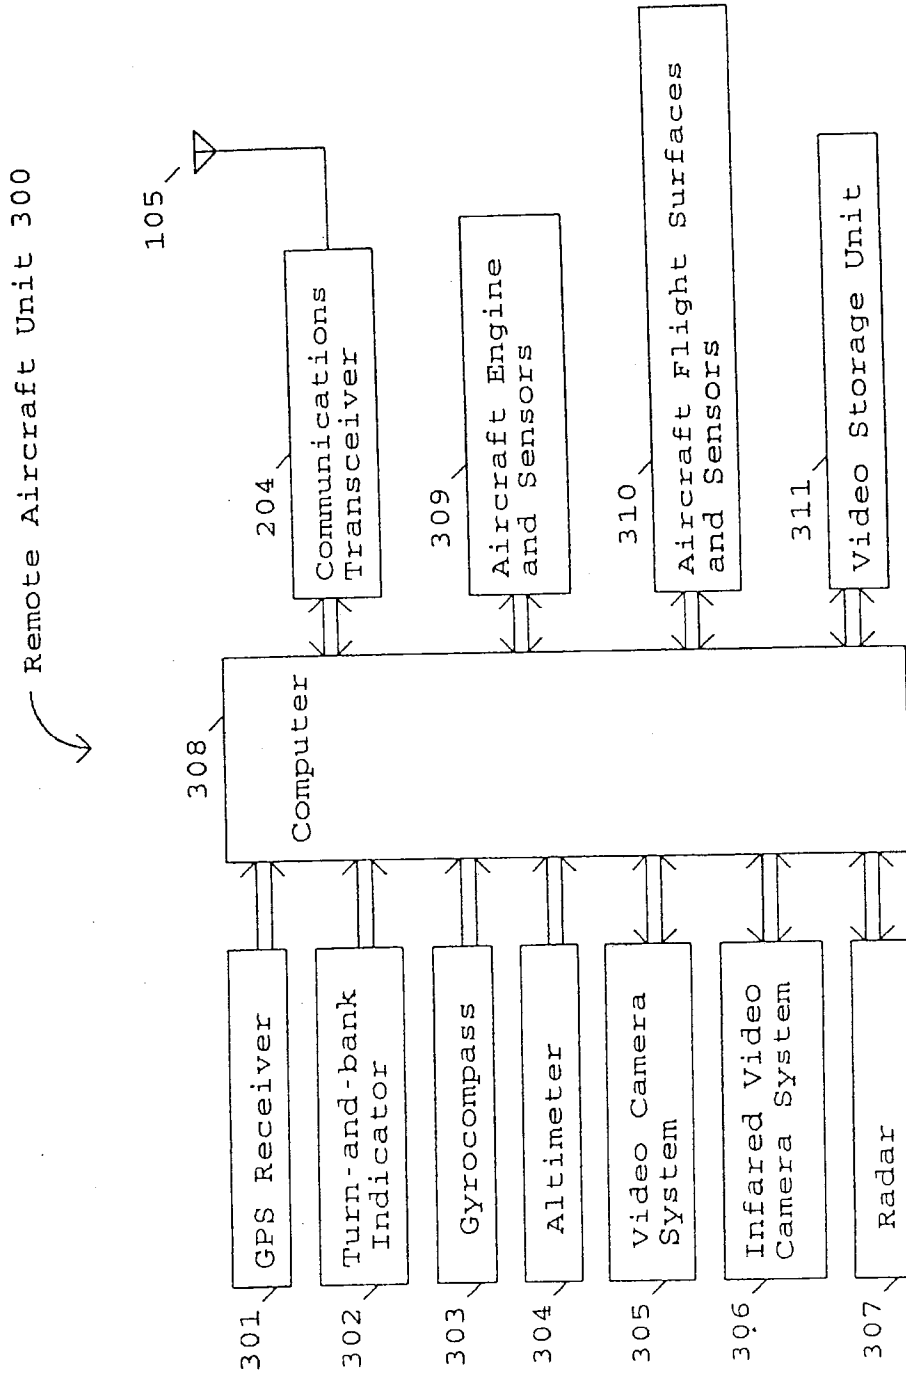 Remote Aircraft Unit 300
105
204
Communications
Transceiver
309
Aircraft Engine
and Sensors
310
Aircraft Flight Surfaces
and Sensors
311
Video Storage Unit
308
Computer
301
GPS Receiver
302
Turn-and-bank
Indicator
303
Gyrocompass
304
Altimeter
305
Video Camera
System
306
Infared Video
Camera System
307
Radar